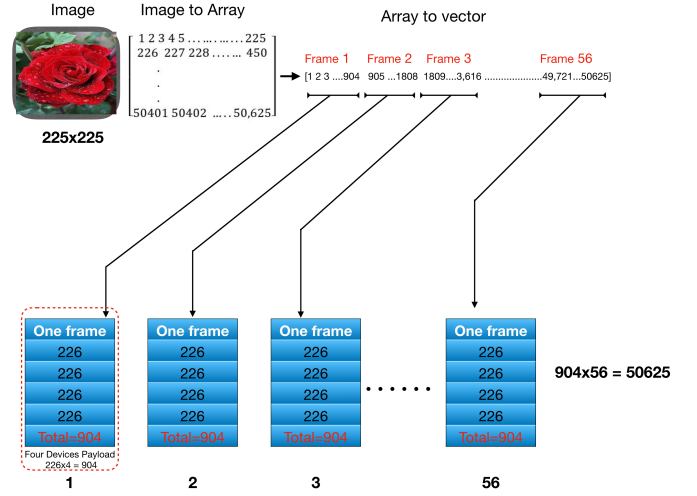 Image
Image to Array
Array to vector
1 2 3 4 5 ... ... ... ... 225
226 227 228 .... ... 450
.
.
.
50401 50402 .. . . . 50,625
225x225
Frame 1
Frame 2
Frame 3
Frame 56
[1 2 3 ....904
905 ...1808
1809....3,616
......................
49,721...50625]
One frame
226
226
226
226
Total=904
Four Devices Payload
226x4 = 904
1
One frame
226
226
226
226
Total=904
2
One frame
226
226
226
226
Total=904
3
. . . . . .
One frame
226
226
226
226
Total=904
56
904x56 = 50625